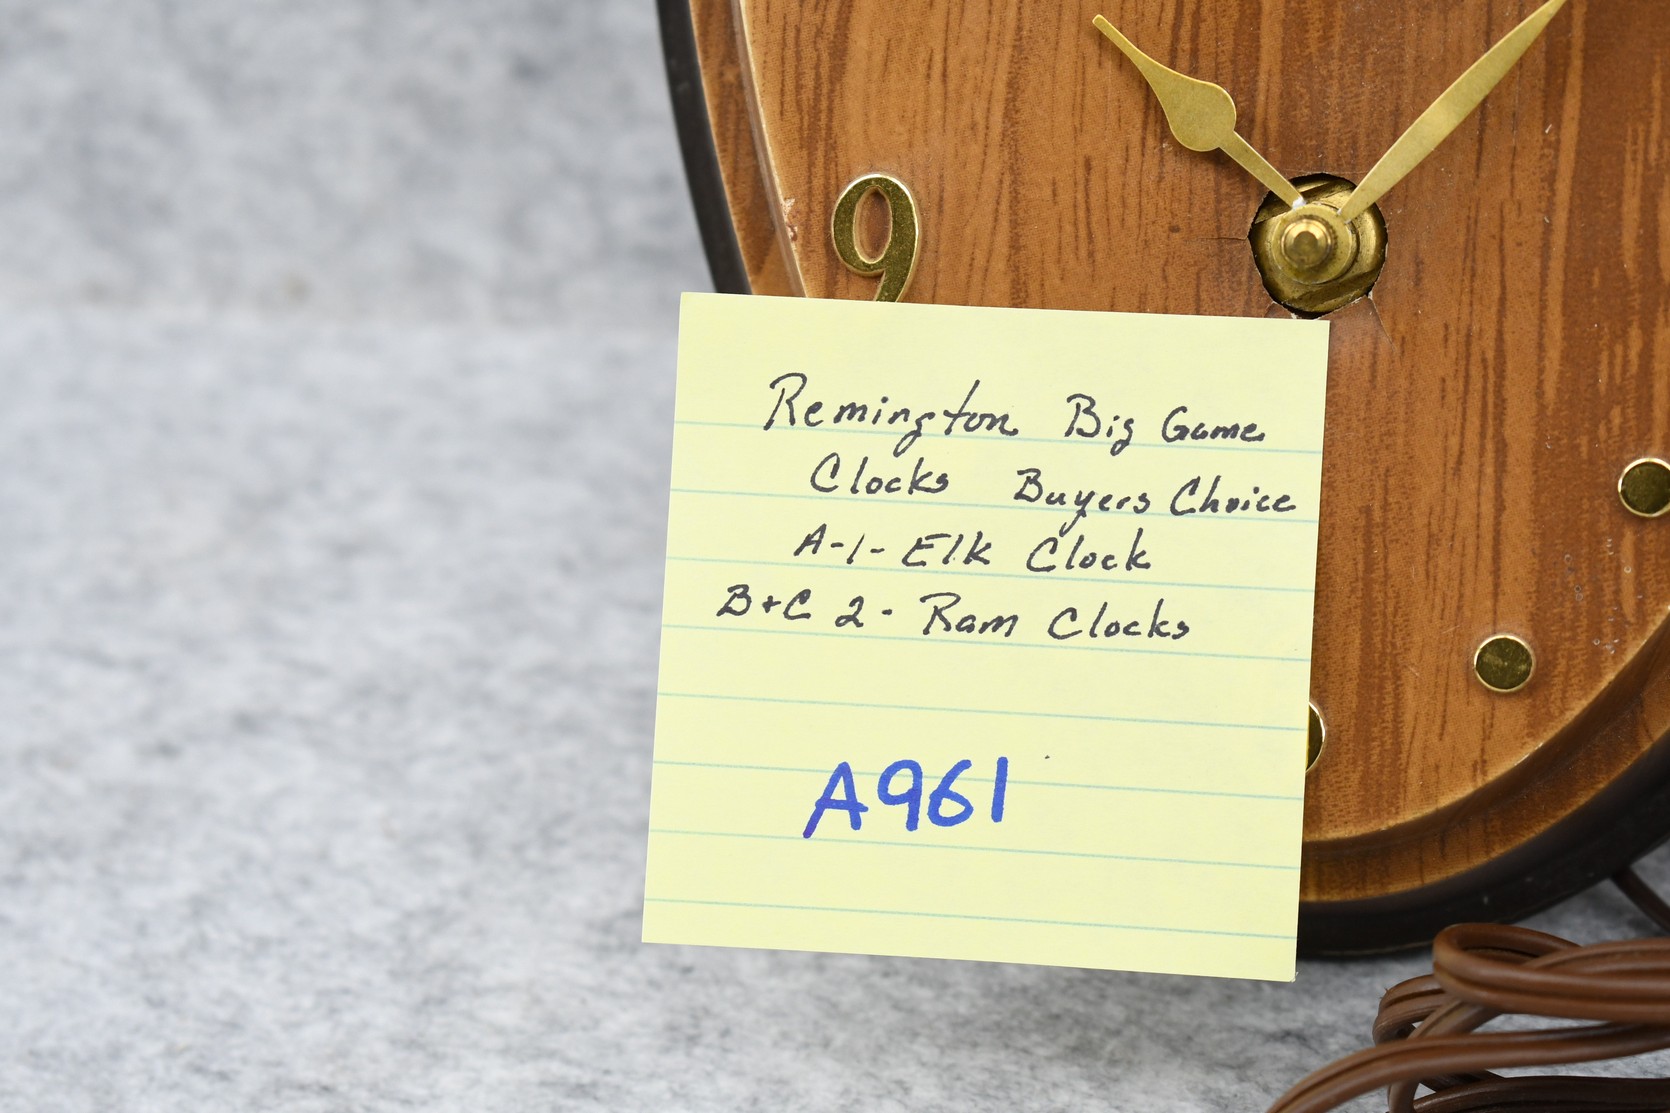 9
Remington Big Game
Clocks Buyers Choice
A-1- Elk Clock
B+C 2- Ram Clocks
A961